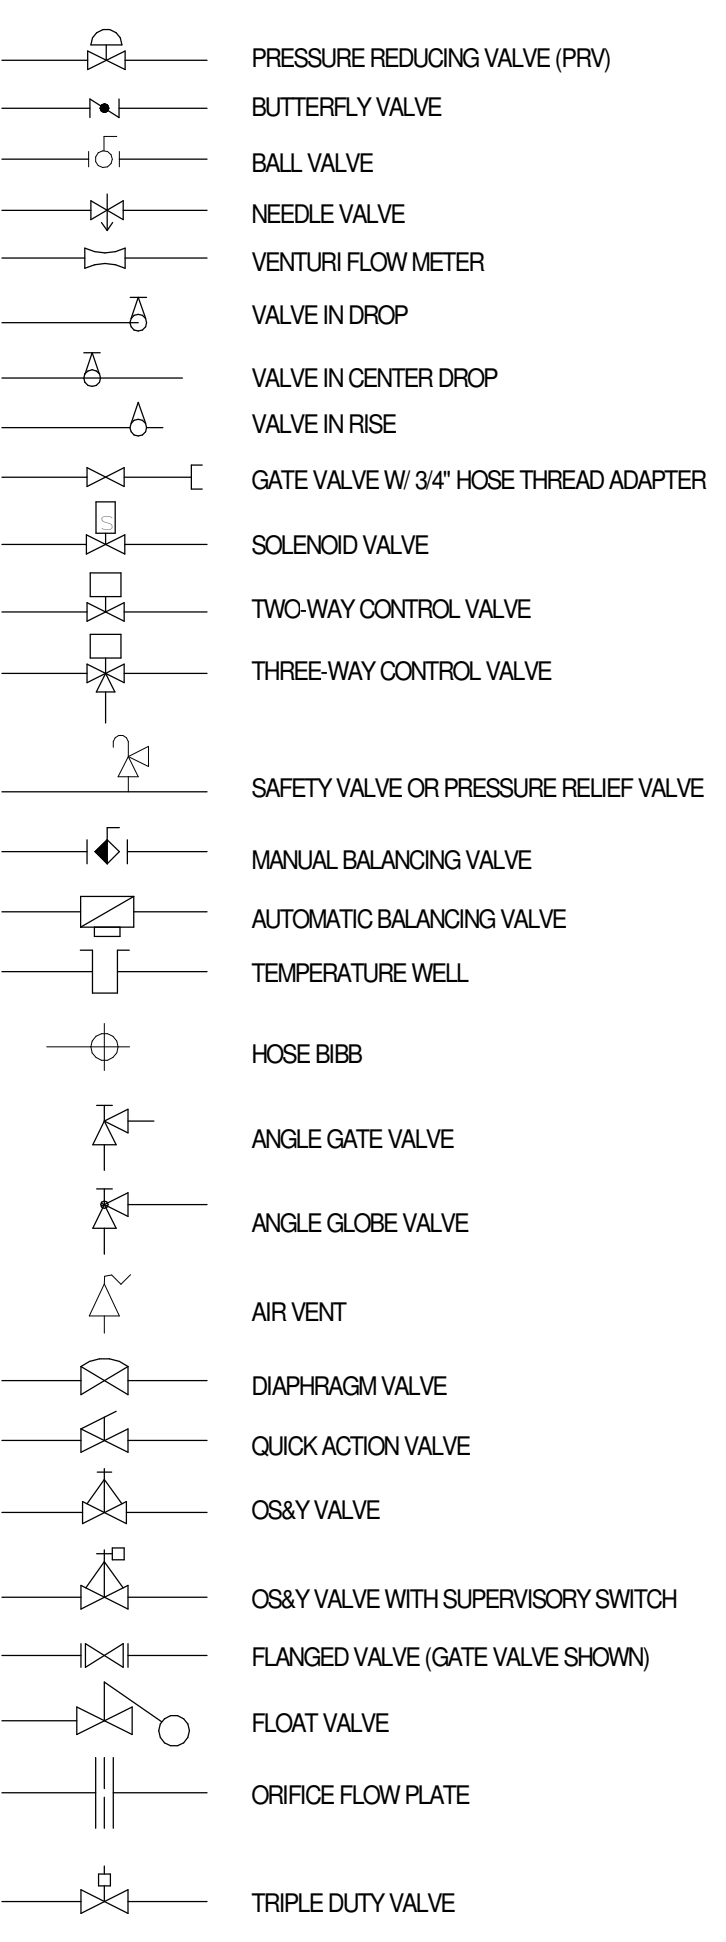 PRESSURE REDUCING VALVE (PRV)
BUTTERFLY VALVE
BALL VALVE
NEEDLE VALVE
VENTURI FLOW METER
VALVE IN DROP
VALVE IN CENTER DROP
VALVE IN RISE
GATE VALVE W/ 3/4" HOSE THREAD ADAPTER
S
SOLENOID VALVE
TWO-WAY CONTROL VALVE
THREE-WAY CONTROL VALVE
SAFETY VALVE OR PRESSURE RELIEF VALVE
MANUAL BALANCING VALVE
AUTOMATIC BALANCING VALVE
TEMPERATURE WELL
HOSE BIBB
ANGLE GATE VALVE
ANGLE GLOBE VALVE
AIR VENT
DIAPHRAGM VALVE
QUICK ACTION VALVE
OS&Y VALVE
OS&Y VALVE WITH SUPERVISORY SWITCH
FLANGED VALVE (GATE VALVE SHOWN)
FLOAT VALVE
ORIFICE FLOW PLATE
TRIPLE DUTY VALVE